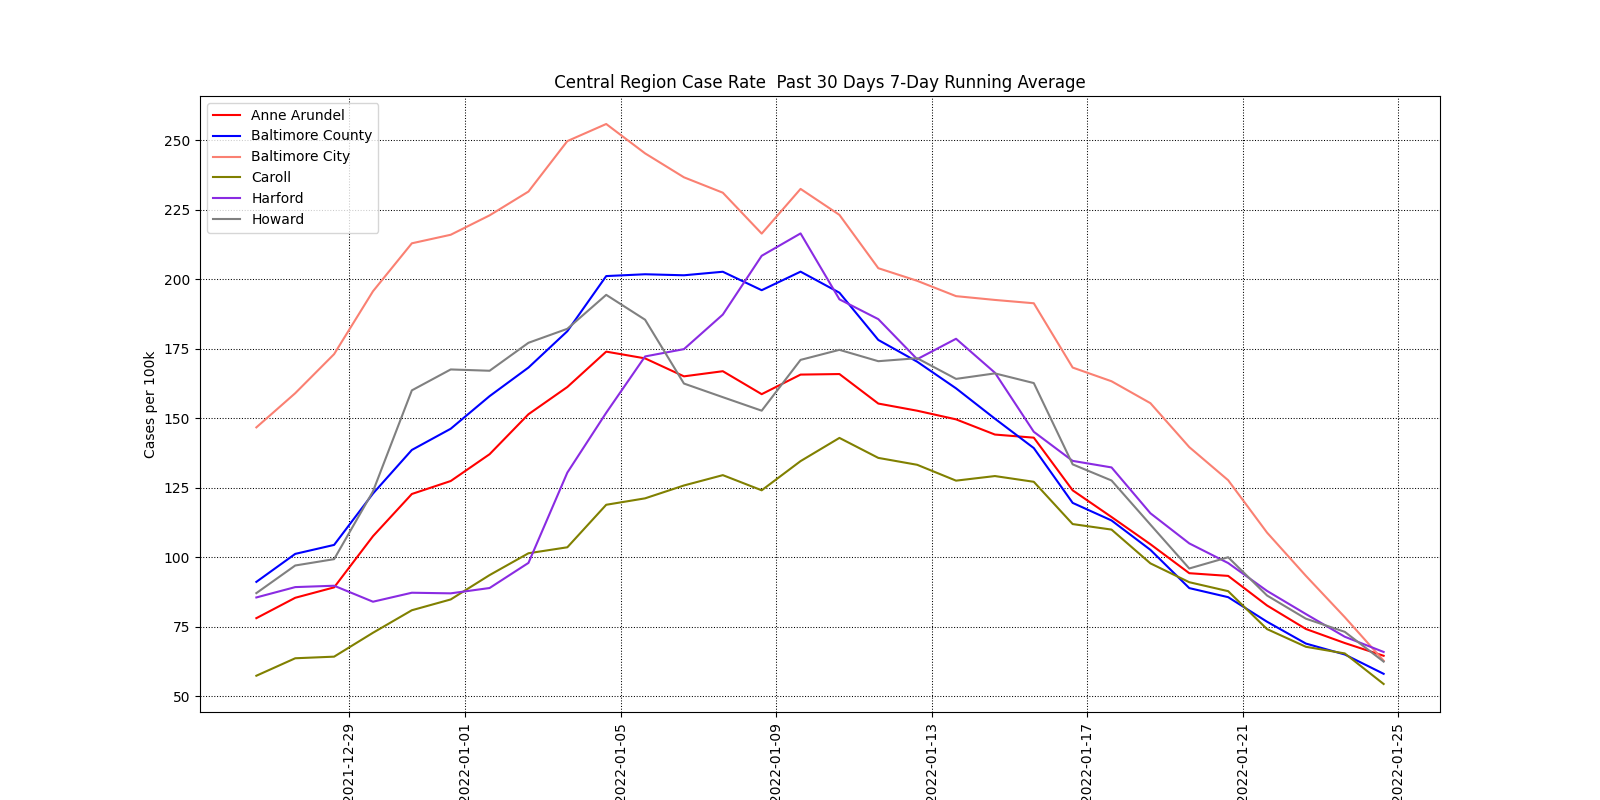 Central Region Case Rate  Past 30 Days 7-Day Running Average
Anne Arundel
Baltimore County
Baltimore City
Caroll
Harford
Howard
Cases per 100k
250
225
200
175
150
125
100
75
50
2021-12-29
2022-01-01
2022-01-05
2022-01-09
2022-01-13
2022-01-17
2022-01-21
2022-01-25